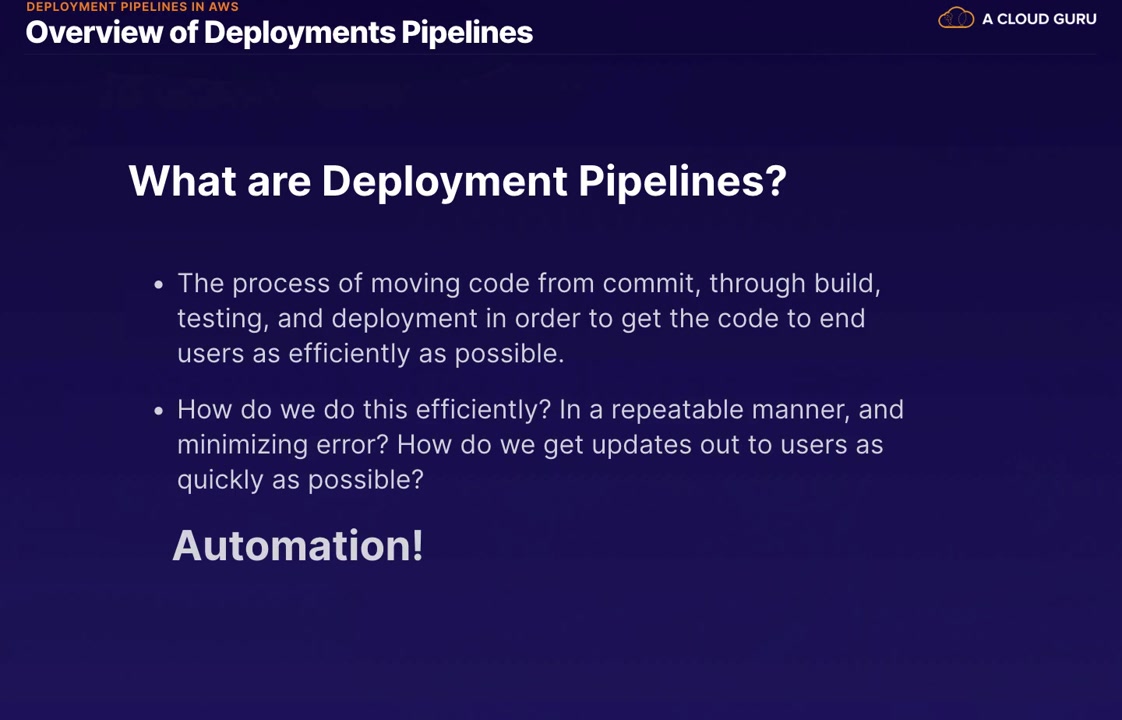 DEPLOYMENT PIPELINES IN AWS
Overview of Deployments Pipelines
A CLOUD GURU
What are Deployment Pipelines?
• The process of moving code from commit, through build,
testing, and deployment in order to get the code to end
users as efficiently as possible.
• How do we do this efficiently? In a repeatable manner, and
minimizing error? How do we get updates out to users as
quickly as possible?
Automation!